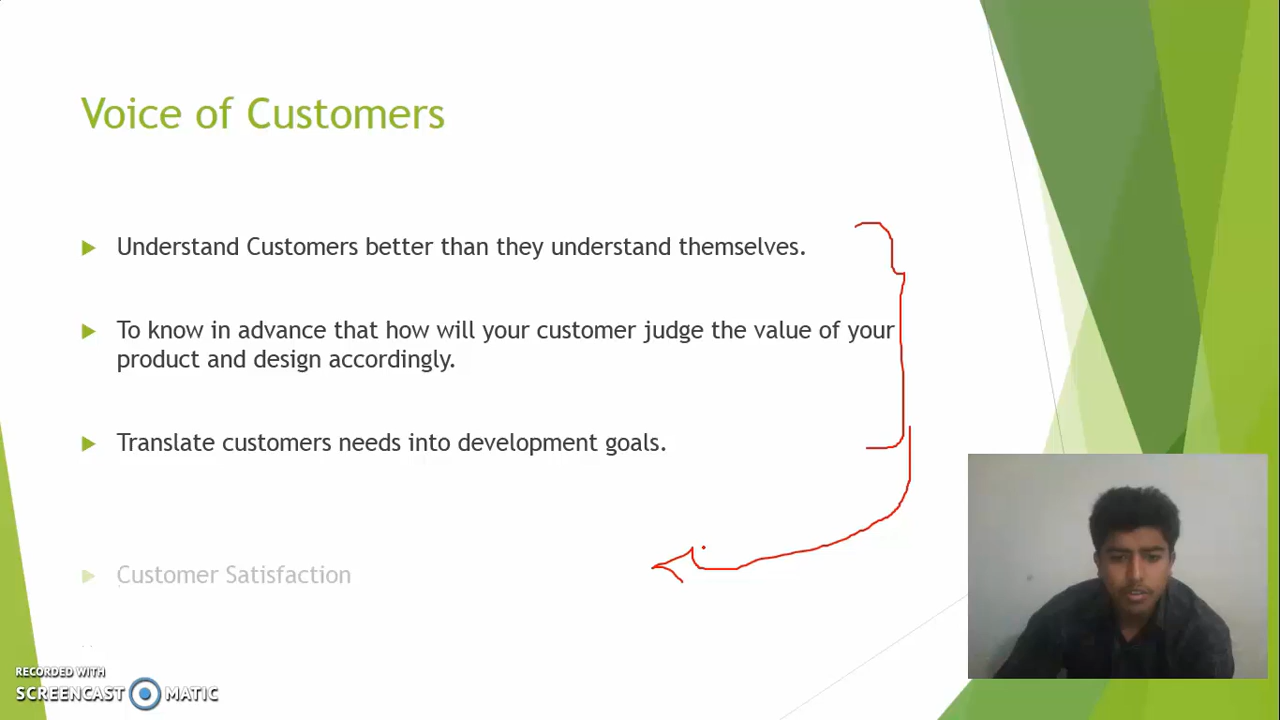 Voice of Customers
Understand Customers better than they understand themselves.
To know in advance that how will your customer judge the value of your
product and design accordingly.
Translate customers needs into development goals.
Customer Satisfaction
RECORDED WITH
SCREENCAST MATIC